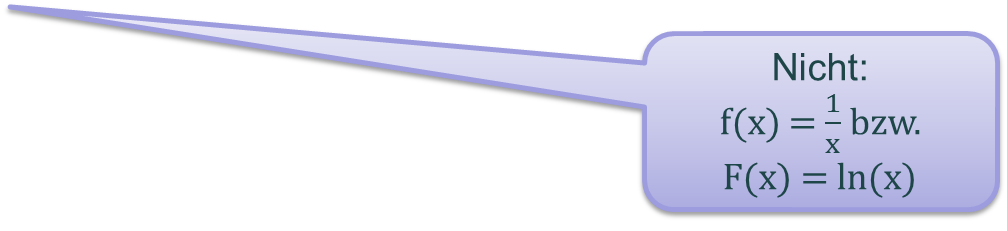 Nicht:
f(x) = 1/x bzw.
F(x) = ln(x)